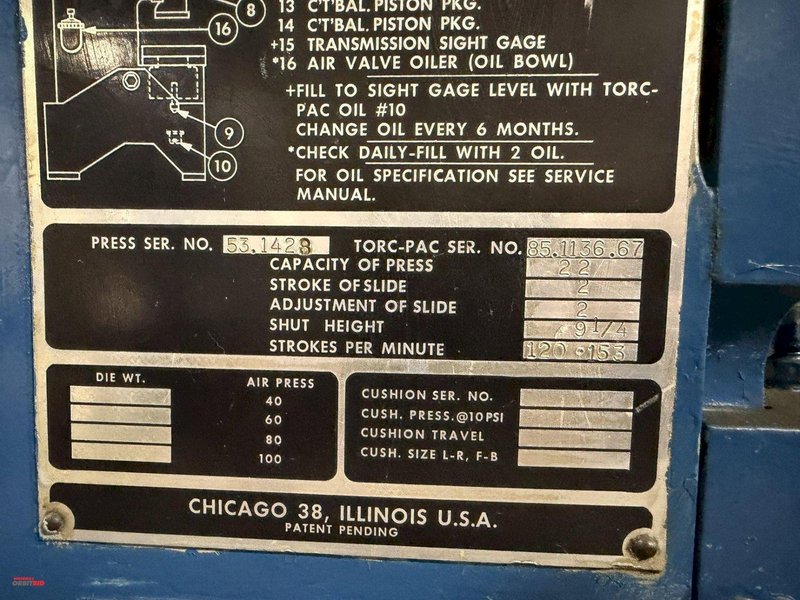 8
16
9
10
13 C'T'BAL. PISTON PKG.
14 C'T'BAL. PISTON PKG.
+15 TRANSMISSION SIGHT GAGE
*16 AIR VALVE OILER (OIL BOWL)
+FILL TO SIGHT GAGE LEVEL WITH TORC-
PAC OIL #10
CHANGE OIL EVERY 6 MONTHS.
*CHECK DAILY-FILL WITH 2 OIL.
FOR OIL SPECIFICATION SEE SERVICE
MANUAL.
PRESS SER. NO. 53.1428 TORC-PAC SER. NO. 85.1136.67
CAPACITY OF PRESS 22
STROKE OF SLIDE 2
ADJUSTMENT OF SLIDE 2
SHUT HEIGHT 9 1/4
STROKES PER MINUTE 120 - 153
DIE WT. AIR PRESS
40
60
80
100
CUSHION SER. NO.
CUSH. PRESS.@10PSI
CUSHION TRAVEL
CUSH. SIZE L-R, F-B
CHICAGO 38, ILLINOIS U.S.A.
PATENT PENDING
ORBITBID